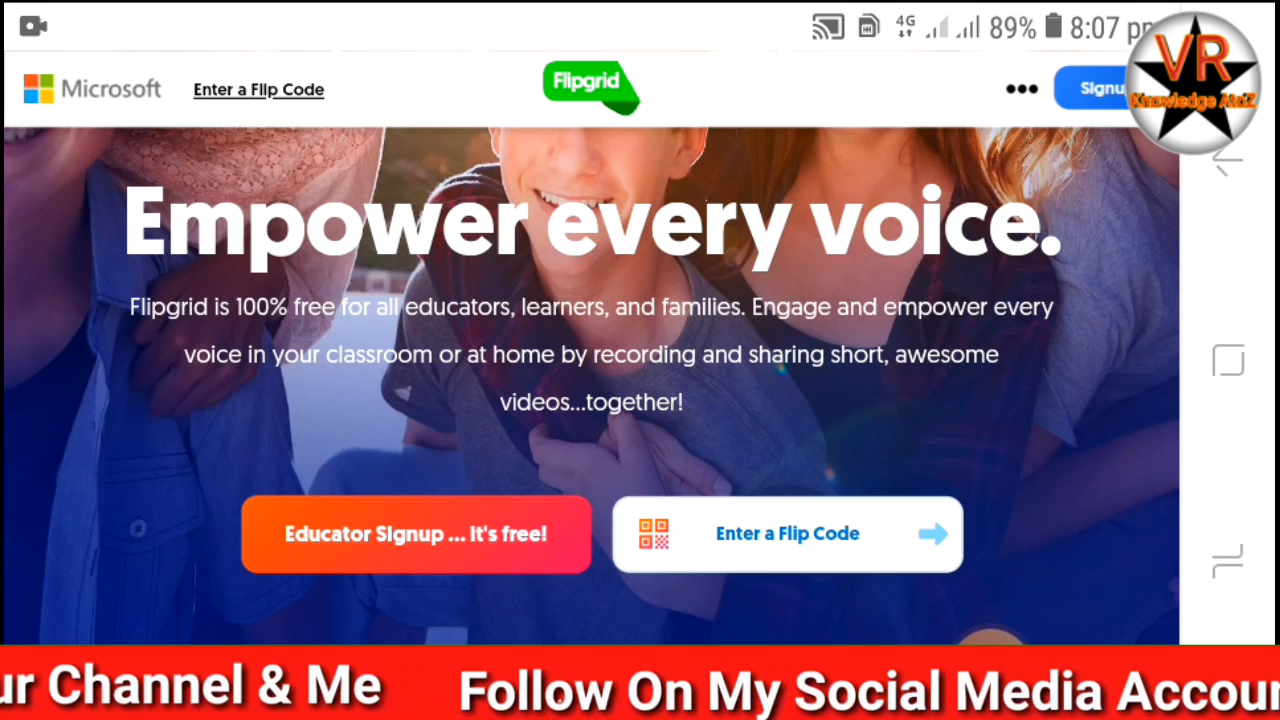 4G 89% 8:07
Microsoft Enter a Flip Code Flipgrid ••• Signu
VR
Knowledge AtoZ
Empower every voice.
Flipgrid is 100% free for all educators, learners, and families. Engage and empower every
voice in your classroom or at home by recording and sharing short, awesome
videos...together!
Educator Signup ... it's free!
Enter a Flip Code
ur Channel & Me Follow On My Social Media Accoun